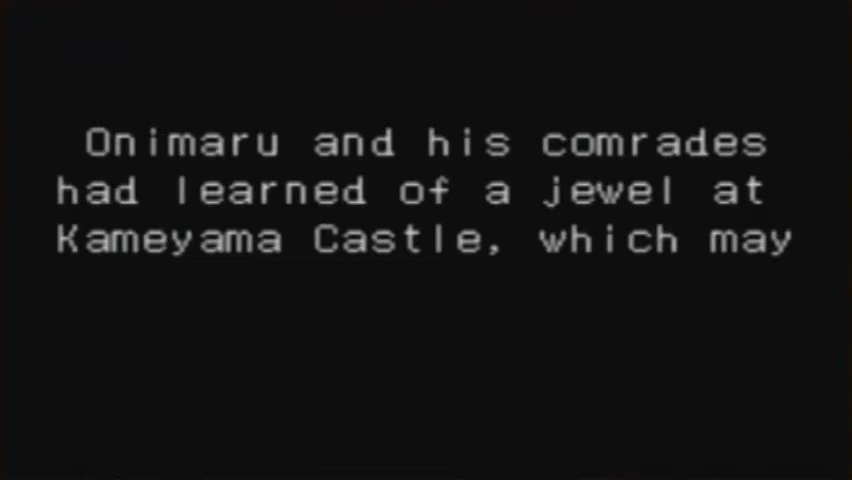 Onimaru and his comrades
had learned of a jewel at
Kameyama Castle, which may